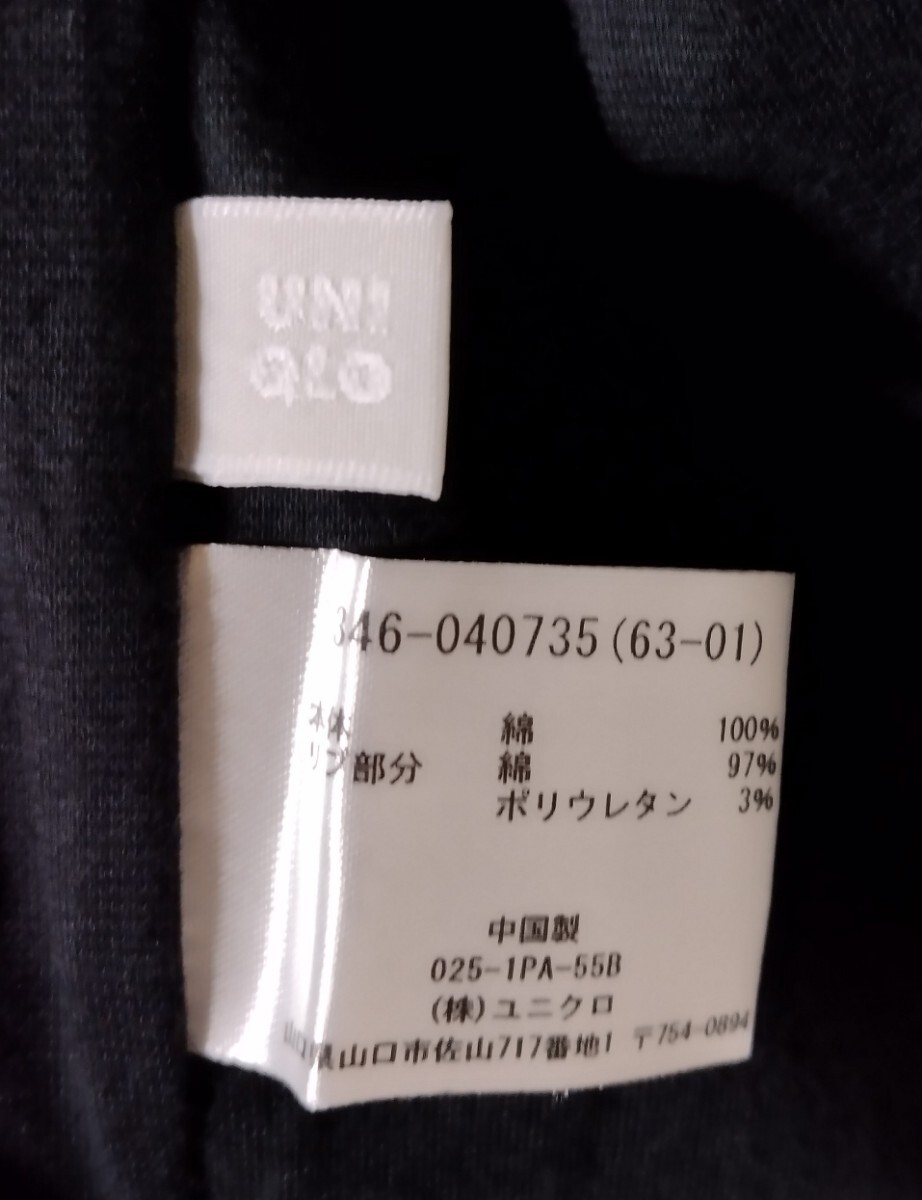 UNI
QLO
346-040735(63-01)
本体 綿 100%
リブ部分 綿 97%
ポリウレタン 3%
中国製
025-1PA-55B
(株)ユニクロ
山口県山口市佐山717番地1 〒754-0894